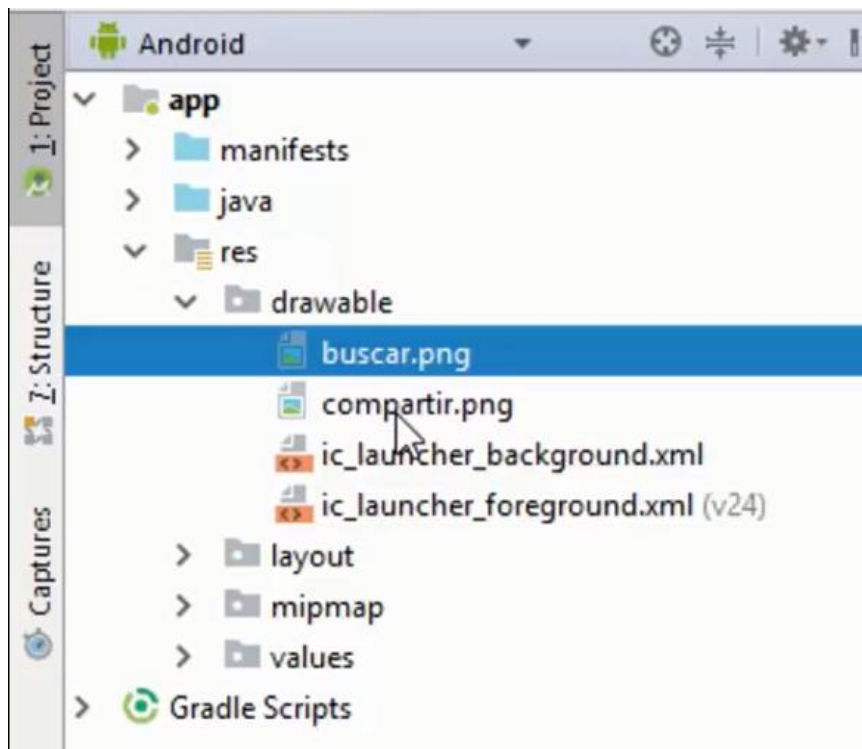 1: Project
Z: Structure
Captures
Android
app
manifests
java
res
drawable
buscar.png
compartir.png
ic_launcher_background.xml
ic_launcher_foreground.xml (v24)
layout
mipmap
values
Gradle Scripts